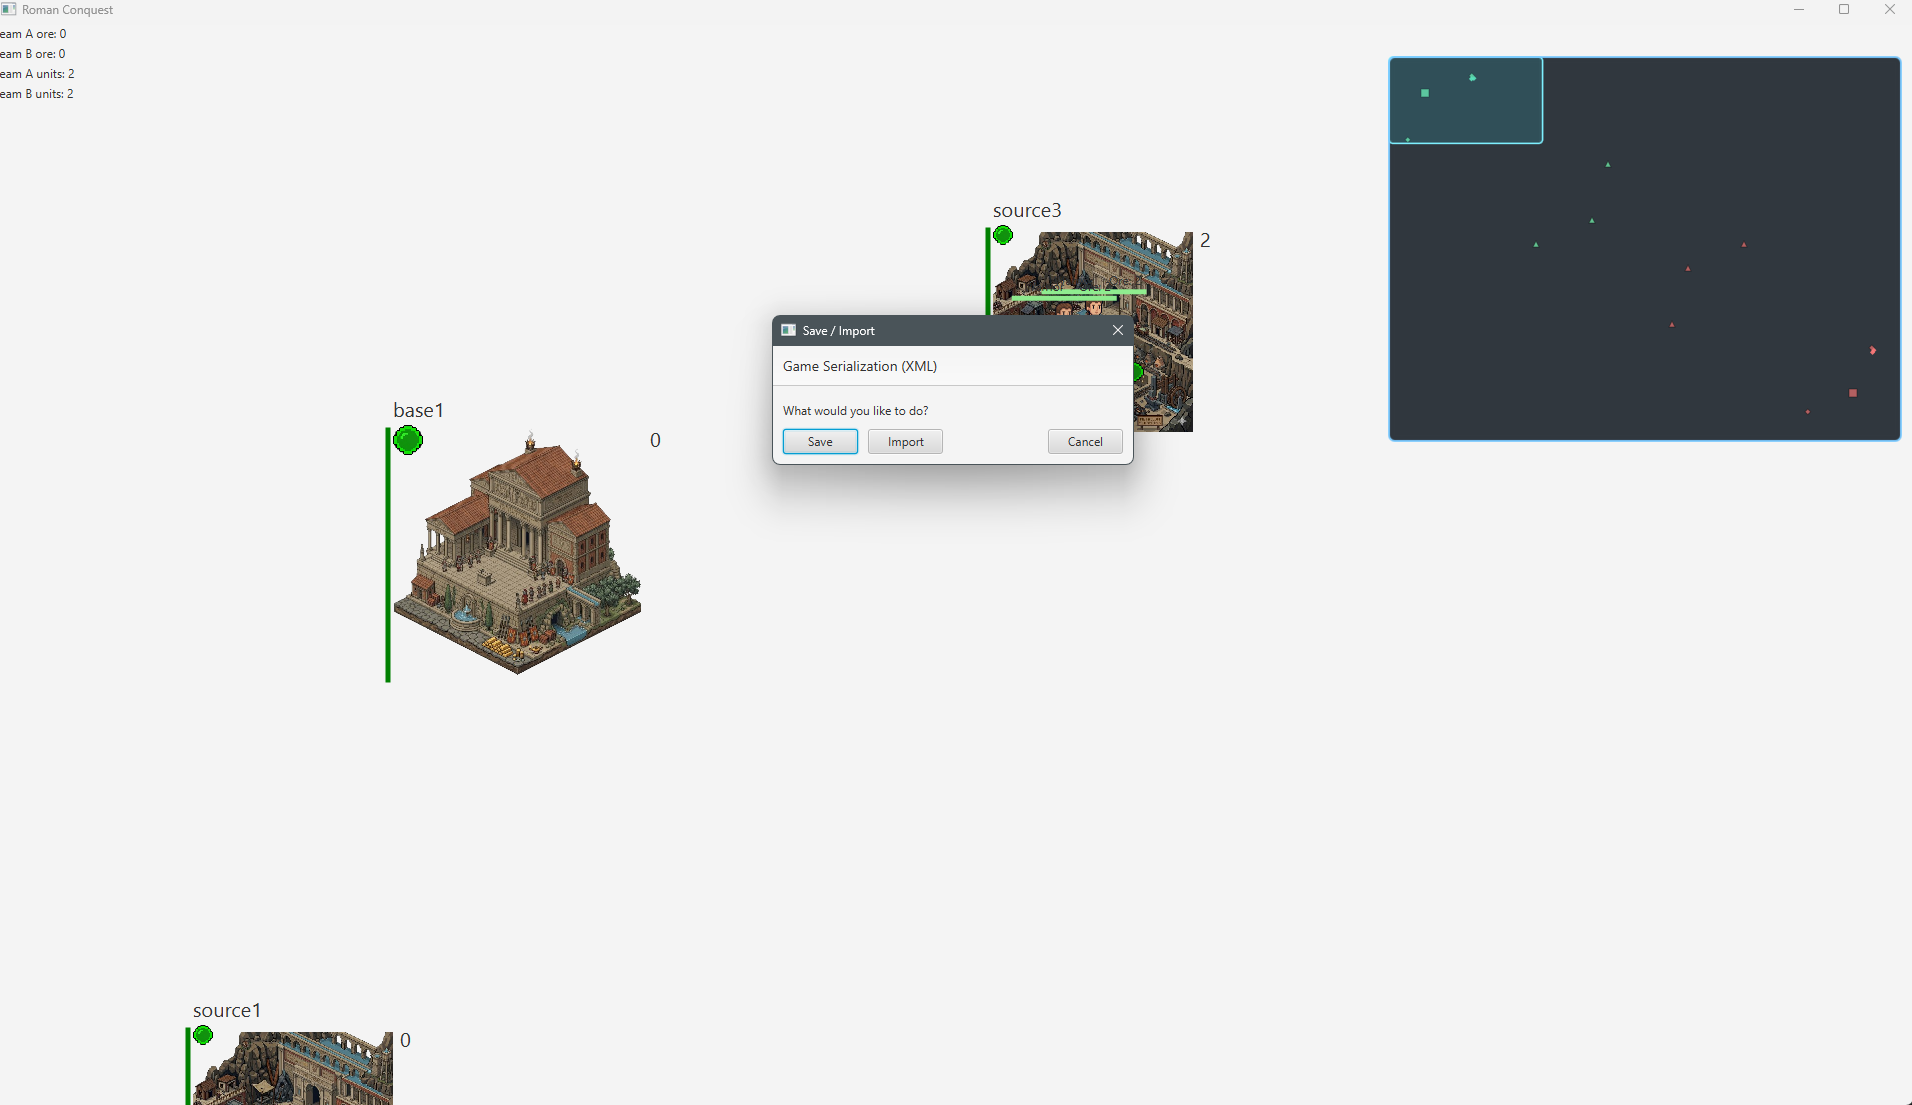 Roman Conquest
eam A ore: 0
eam B ore: 0
eam A units: 2
eam B units: 2
source3
2
Save / Import
Game Serialization (XML)
What would you like to do?
Save
Import
Cancel
base1
0
source1
0